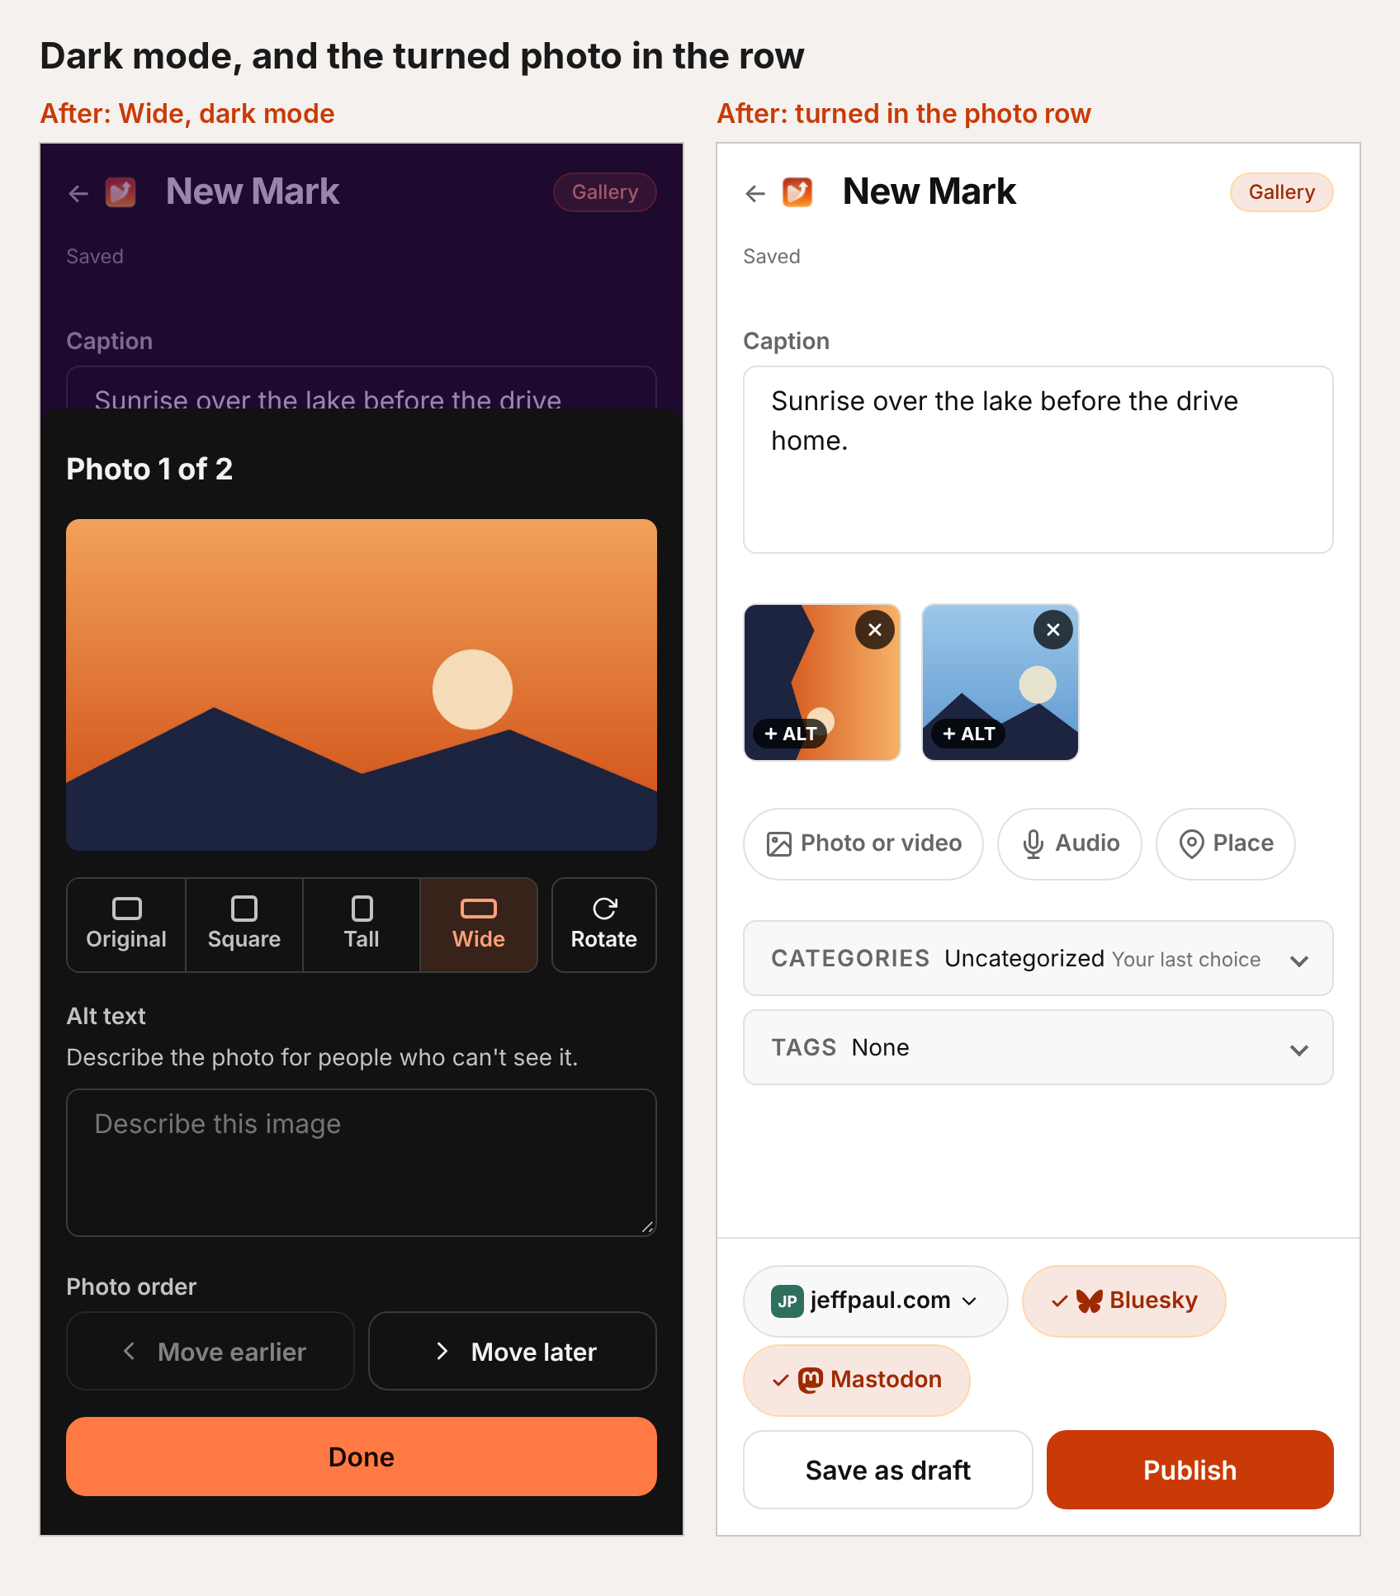 Dark mode, and the turned photo in the row
After: Wide, dark mode
New Mark
Gallery
Saved
Caption
Sunrise over the lake before the drive
Photo 1 of 2
Original
Square
Tall
Wide
Rotate
Alt text
Describe the photo for people who can't see it.
Describe this image
Photo order
Move earlier
Move later
Done
After: turned in the photo row
New Mark
Gallery
Saved
Caption
Sunrise over the lake before the drive
home.
+ ALT
+ ALT
Photo or video
Audio
Place
CATEGORIES Uncategorized Your last choice
TAGS None
JP jeffpaul.com
Bluesky
Mastodon
Save as draft
Publish